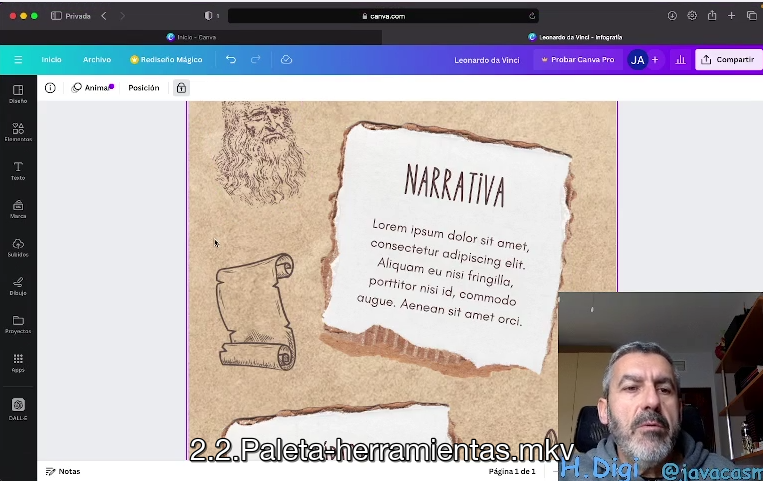 Privada
1
canva.com
Inicio - Canva
Leonardo da Vinci - Infografía
Inicio
Archivo
Rediseño Mágico
Leonardo da Vinci
Probar Canva Pro
JA
Compartir
Animar
Posición
Diseño
Elementos
Texto
Marca
Subidos
Dibujo
Proyectos
Apps
DALL·E
NARRATIVA
Lorem ipsum dolor sit amet,
consectetur adipiscing elit.
Aliquam eu nisi fringilla,
porttitor nisi id, commodo
augue. Aenean sit amet orci.
2.2.Paleta-herramientas.mkv
Notas
Página 1 de 1
H. Digi @javacasm